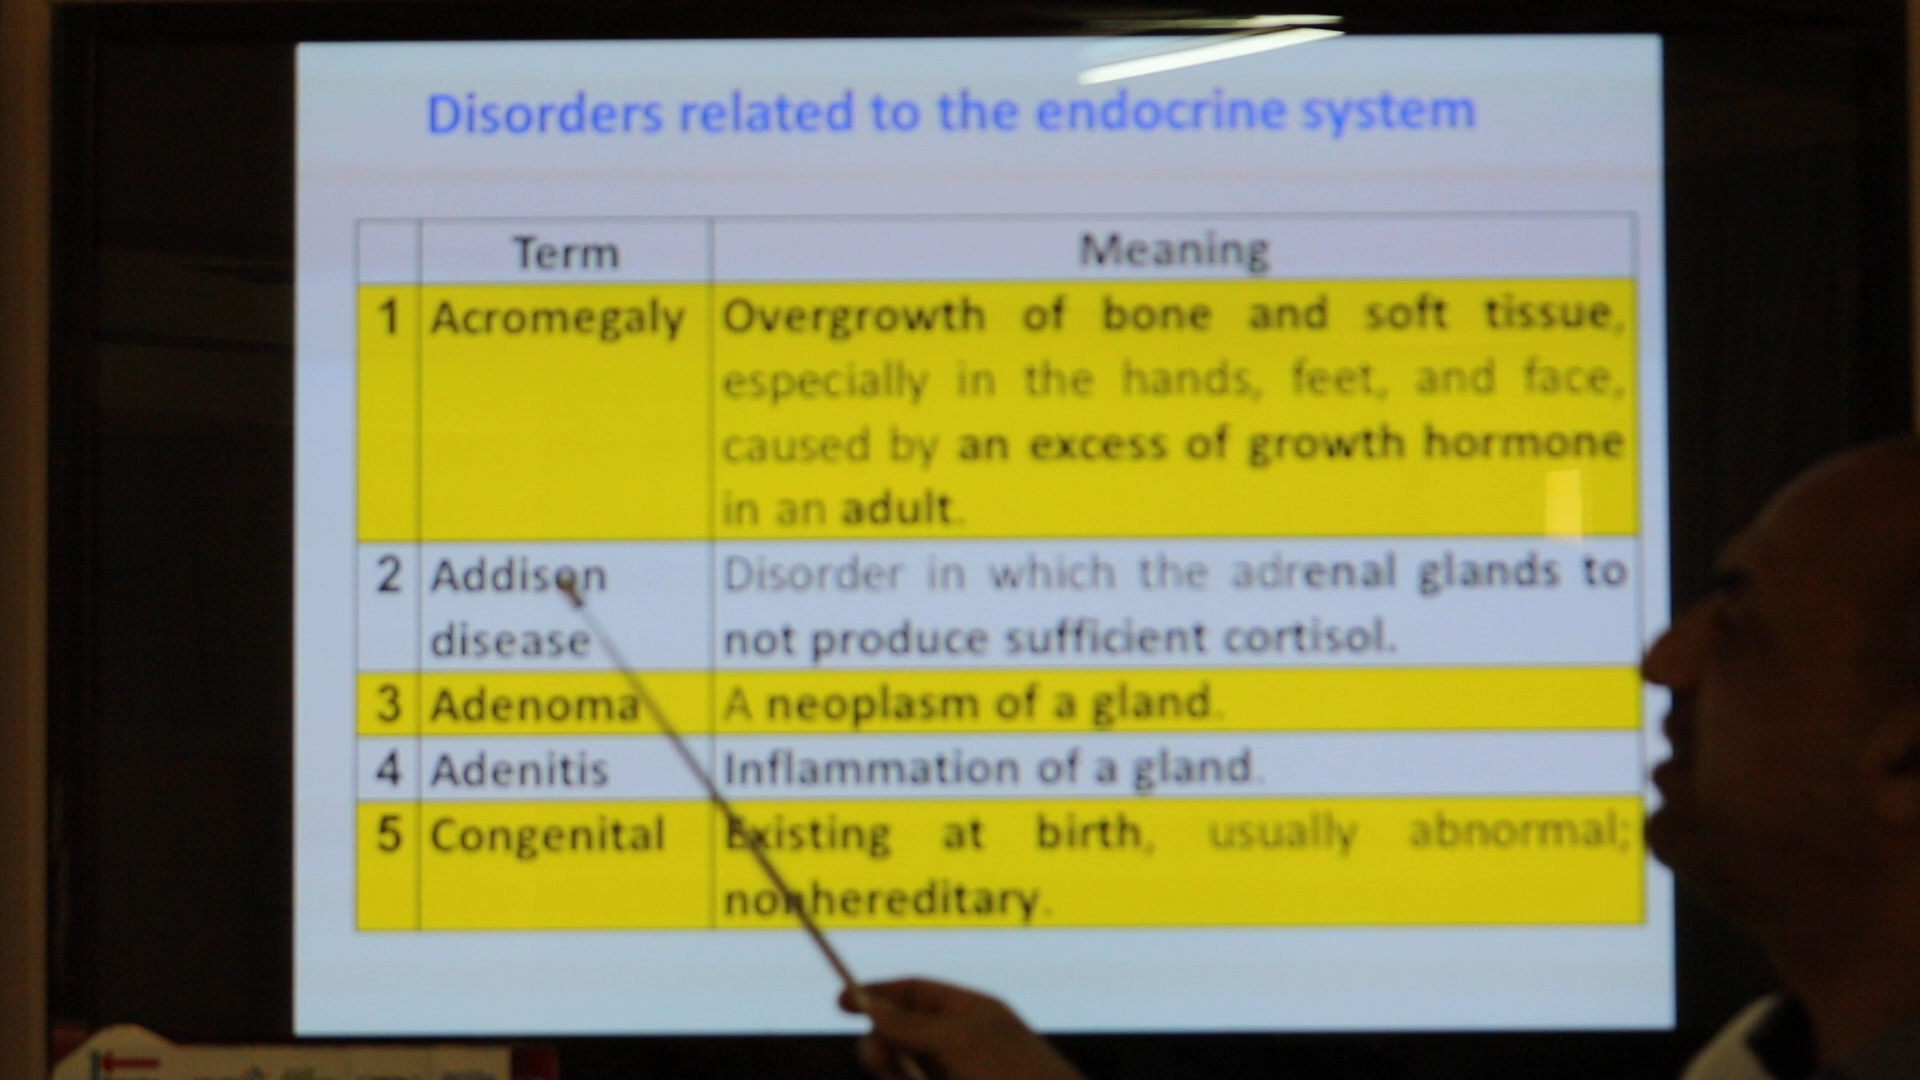 Disorders related to the endocrine system
Term Meaning
1 Acromegaly Overgrowth of bone and soft tissue,
especially in the hands, feet, and face,
caused by an excess of growth hormone
in an adult.
2 Addison Disorder in which the adrenal glands to
disease not produce sufficient cortisol.
3 Adenoma A neoplasm of a gland.
4 Adenitis Inflammation of a gland.
5 Congenital Existing at birth, usually abnormal;
nonhereditary.